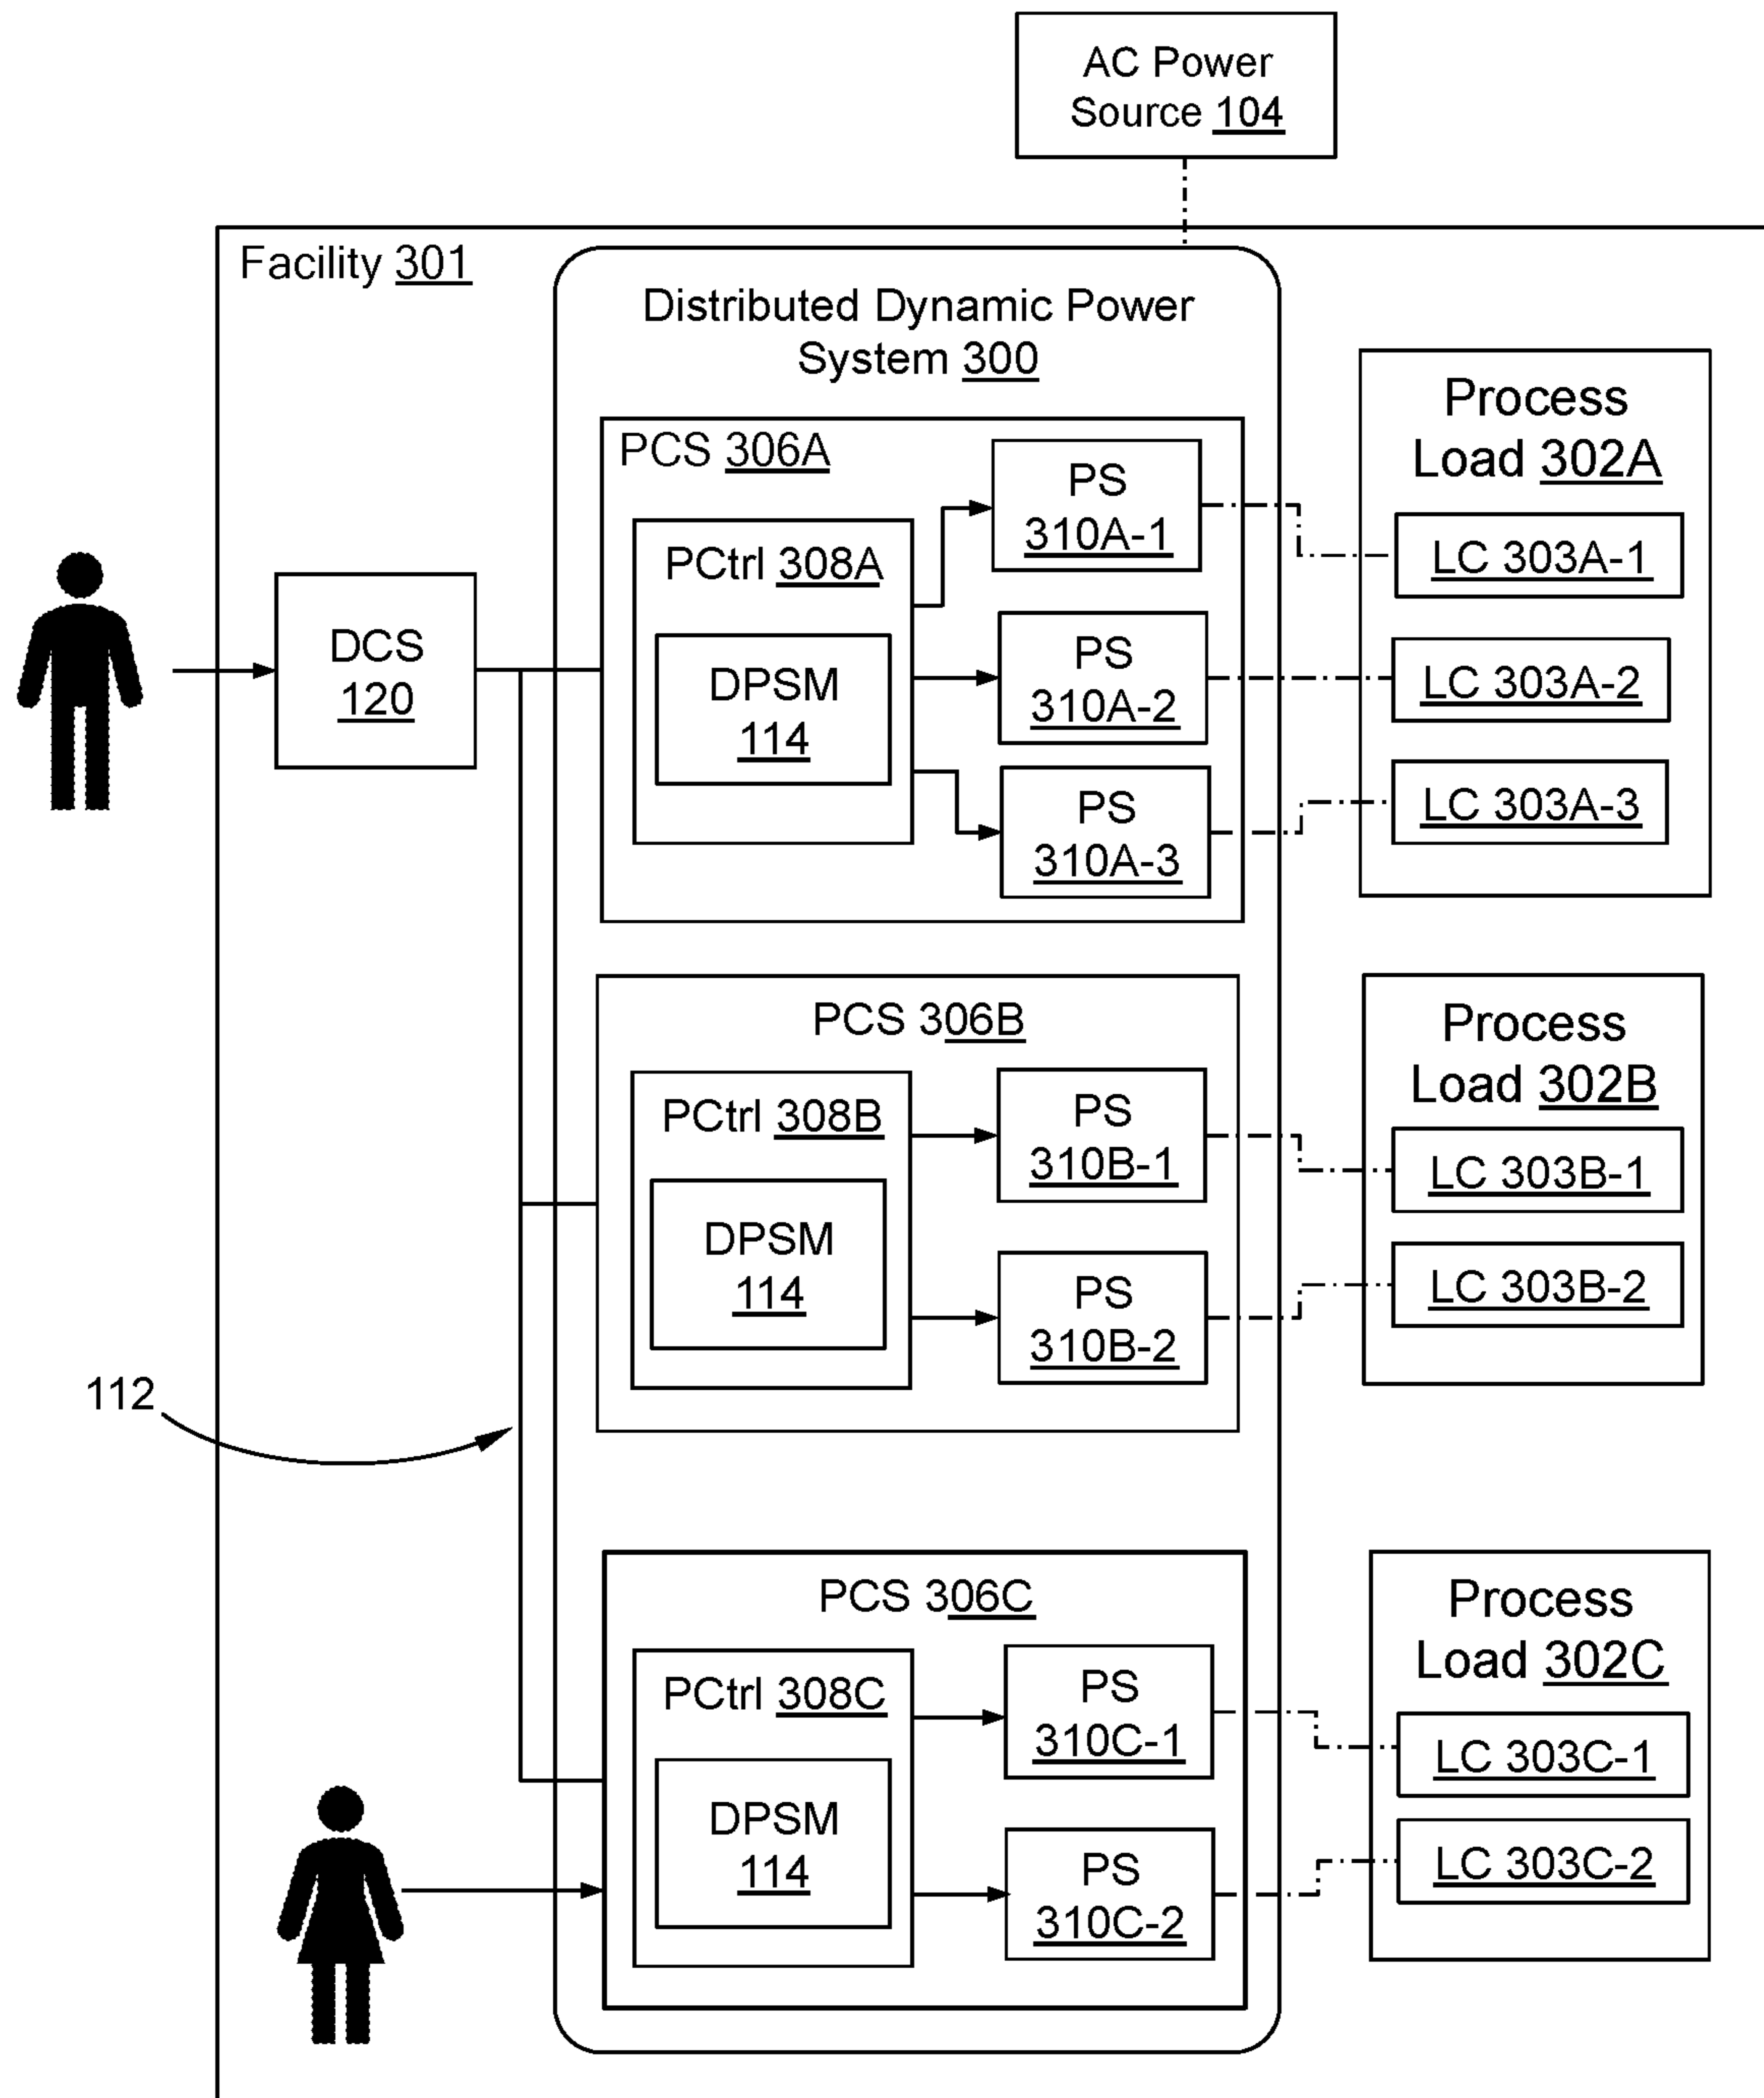 AC Power
Source 104
Facility 301
Distributed Dynamic Power
System 300
PCS 306A
PCtrl 308A
DPSM
114
PS
310A-1
PS
310A-2
PS
310A-3
Process
Load 302A
LC 303A-1
LC 303A-2
LC 303A-3
DCS
120
PCS 306B
PCtrl 308B
DPSM
114
PS
310B-1
PS
310B-2
Process
Load 302B
LC 303B-1
LC 303B-2
112
PCS 306C
PCtrl 308C
DPSM
114
PS
310C-1
PS
310C-2
Process
Load 302C
LC 303C-1
LC 303C-2